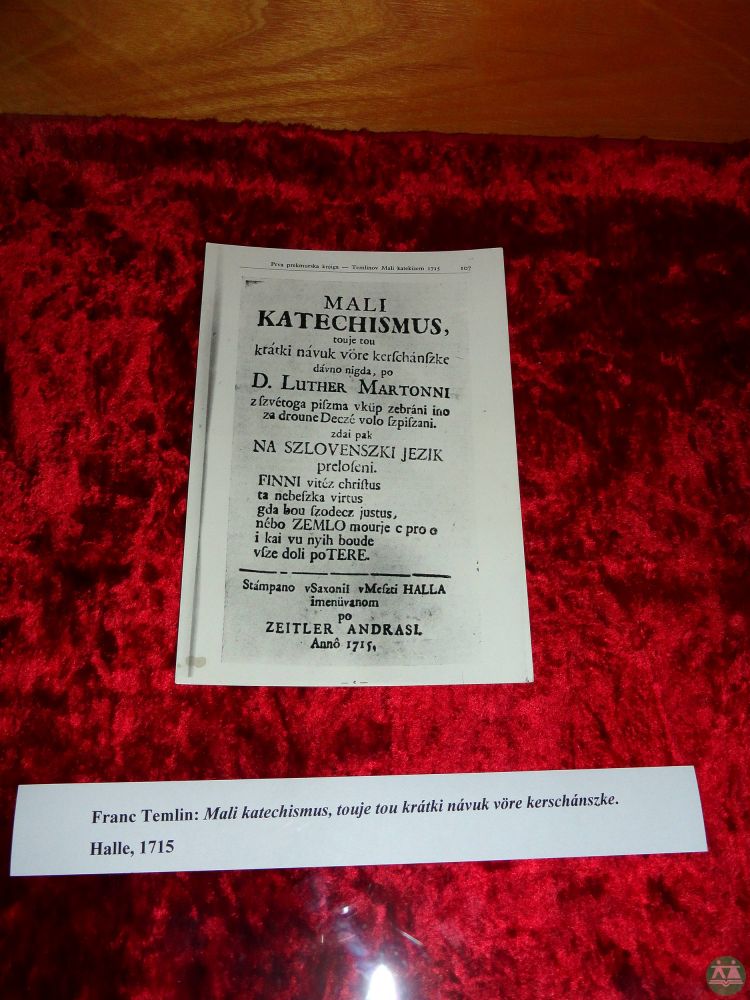 Prva prekmurska knjiga — Temlinov Mali katekizem 1715 107
MALI
KATECHISMUS,
touje tou
krátki návuk vöre kerſchánſzke
dávno nigda, po
D. LUTHER MARTONNI
z ſzvétoga piſzma vküp zebráni ino
za droune Deczé volo ſzpiſzani.
zdai pak
NA SZLOVENSZKI JEZIK
preloſeni.
FINNI vitéz chriſtus
ta nebeſzka virtus
gda bou ſzodecz justus,
nébo ZEMLO mourje c pro o
i kai vu nyih boude
vſze doli poTERE.
Stámpano vSaxonii vMeſzti HALLA
imenüvanom
po
ZEITLER ANDRASI.
Annô 1715,
Franc Temlin: Mali katechismus, touje tou krátki návuk vöre kerschánszke.
Halle, 1715